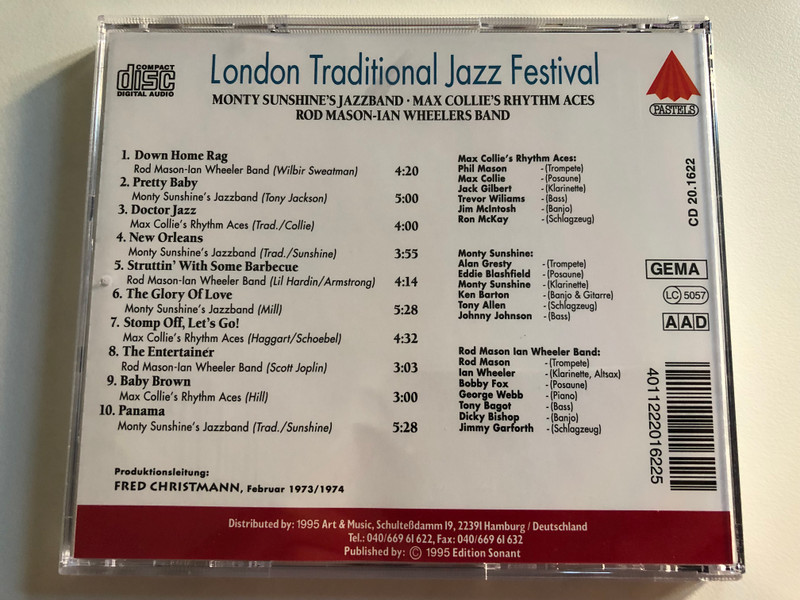 COMPACT
disc
DIGITAL AUDIO
London Traditional Jazz Festival
MONTY SUNSHINE'S JAZZBAND · MAX COLLIE'S RHYTHM ACES
ROD MASON-IAN WHEELERS BAND
PASTELS
1. Down Home Rag
Rod Mason-Ian Wheeler Band (Wilbir Sweatman) 4:20
2. Pretty Baby
Monty Sunshine's Jazzband (Tony Jackson) 5:00
3. Doctor Jazz
Max Collie's Rhythm Aces (Trad./Collie) 4:00
4. New Orleans
Monty Sunshine's Jazzband (Trad./Sunshine) 3:55
5. Struttin' With Some Barbecue
Rod Mason-Ian Wheeler Band (Lil Hardin/Armstrong) 4:14
6. The Glory Of Love
Monty Sunshine's Jazzband (Mill) 5:28
7. Stomp Off, Let's Go!
Max Collie's Rhythm Aces (Haggart/Schoebel) 4:32
8. The Entertainer
Rod Mason-Ian Wheeler Band (Scott Joplin) 3:03
9. Baby Brown
Max Collie's Rhythm Aces (Hill) 3:00
10. Panama
Monty Sunshine's Jazzband (Trad./Sunshine) 5:28
Produktionsleitung:
FRED CHRISTMANN, Februar 1973/1974
Max Collie's Rhythm Aces:
Phil Mason -(Trompete)
Max Collie -(Posaune)
Jack Gilbert -(Klarinette)
Trevor Wiliams -(Bass)
Jim McIntosh -(Banjo)
Ron McKay -(Schlagzeug)
Monty Sunshine:
Alan Gresty -(Trompete)
Eddie Blashfield -(Posaune)
Monty Sunshine -(Klarinette)
Ken Barton -(Banjo & Gitarre)
Tony Allen -(Schlagzeug)
Johnny Johnson -(Bass)
Rod Mason Ian Wheeler Band:
Rod Mason -(Trompete)
Ian Wheeler -(Klarinette, Altsax)
Bobby Fox -(Posaune)
George Webb -(Piano)
Tony Bagot -(Bass)
Dicky Bishop -(Banjo)
Jimmy Garforth -(Schlagzeug)
CD 20.1622
GEMA
LC 5057
AAD
4011222016225
Distributed by: 1995 Art & Music, Schulteßdamm 19, 22391 Hamburg / Deutschland
Tel.: 040/669 61 622, Fax: 040/669 61 632
Published by: © 1995 Edition Sonant